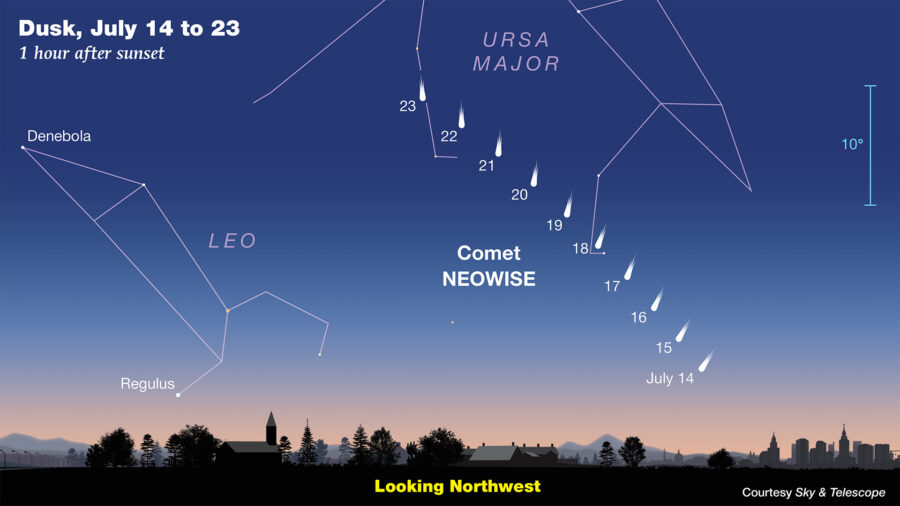 Dusk, July 14 to 23
1 hour after sunset
URSA
MAJOR
23
22
Denebola
21
10°
20
19
LEO
18
Comet
NEOWISE
17
16
15
July 14
Regulus
Looking Northwest
Courtesy Sky & Telescope